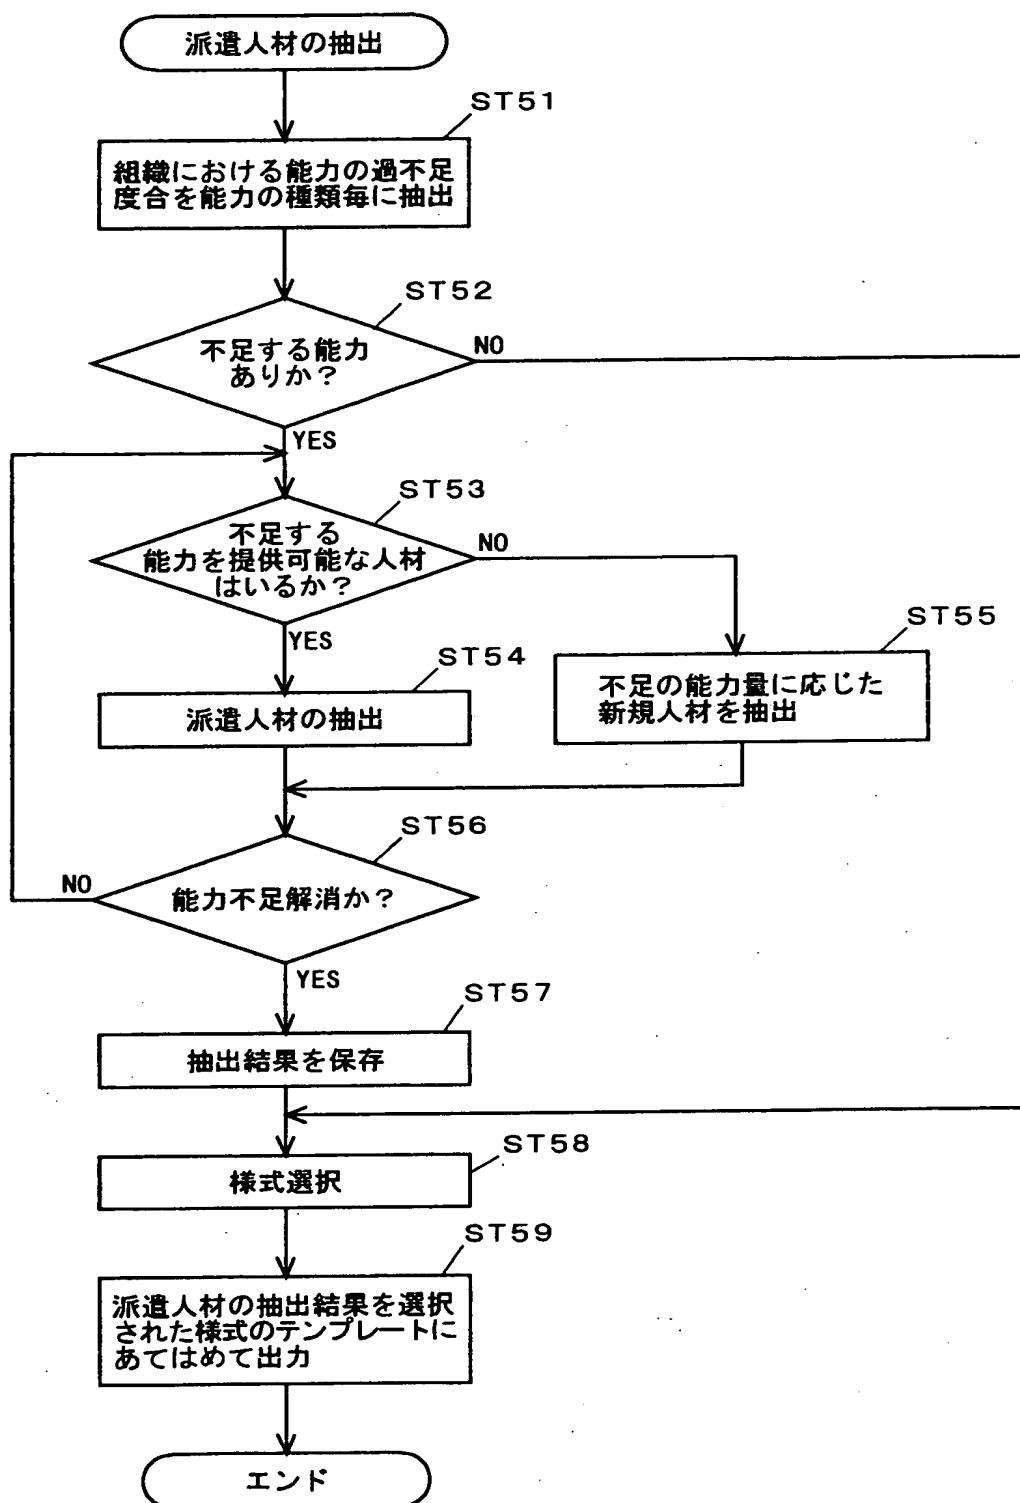 派遣人材の抽出
ST51
組織における能力の過不足
度合を能力の種類毎に抽出
ST52
不足する能力
ありか？
NO
YES
ST53
不足する
能力を提供可能な人材
はいるか？
NO
YES
ST54
派遣人材の抽出
ST55
不足の能力量に応じた
新規人材を抽出
ST56
能力不足解消か？
NO
YES
ST57
抽出結果を保存
ST58
様式選択
ST59
派遣人材の抽出結果を選択
された様式のテンプレートに
あてはめて出力
エンド